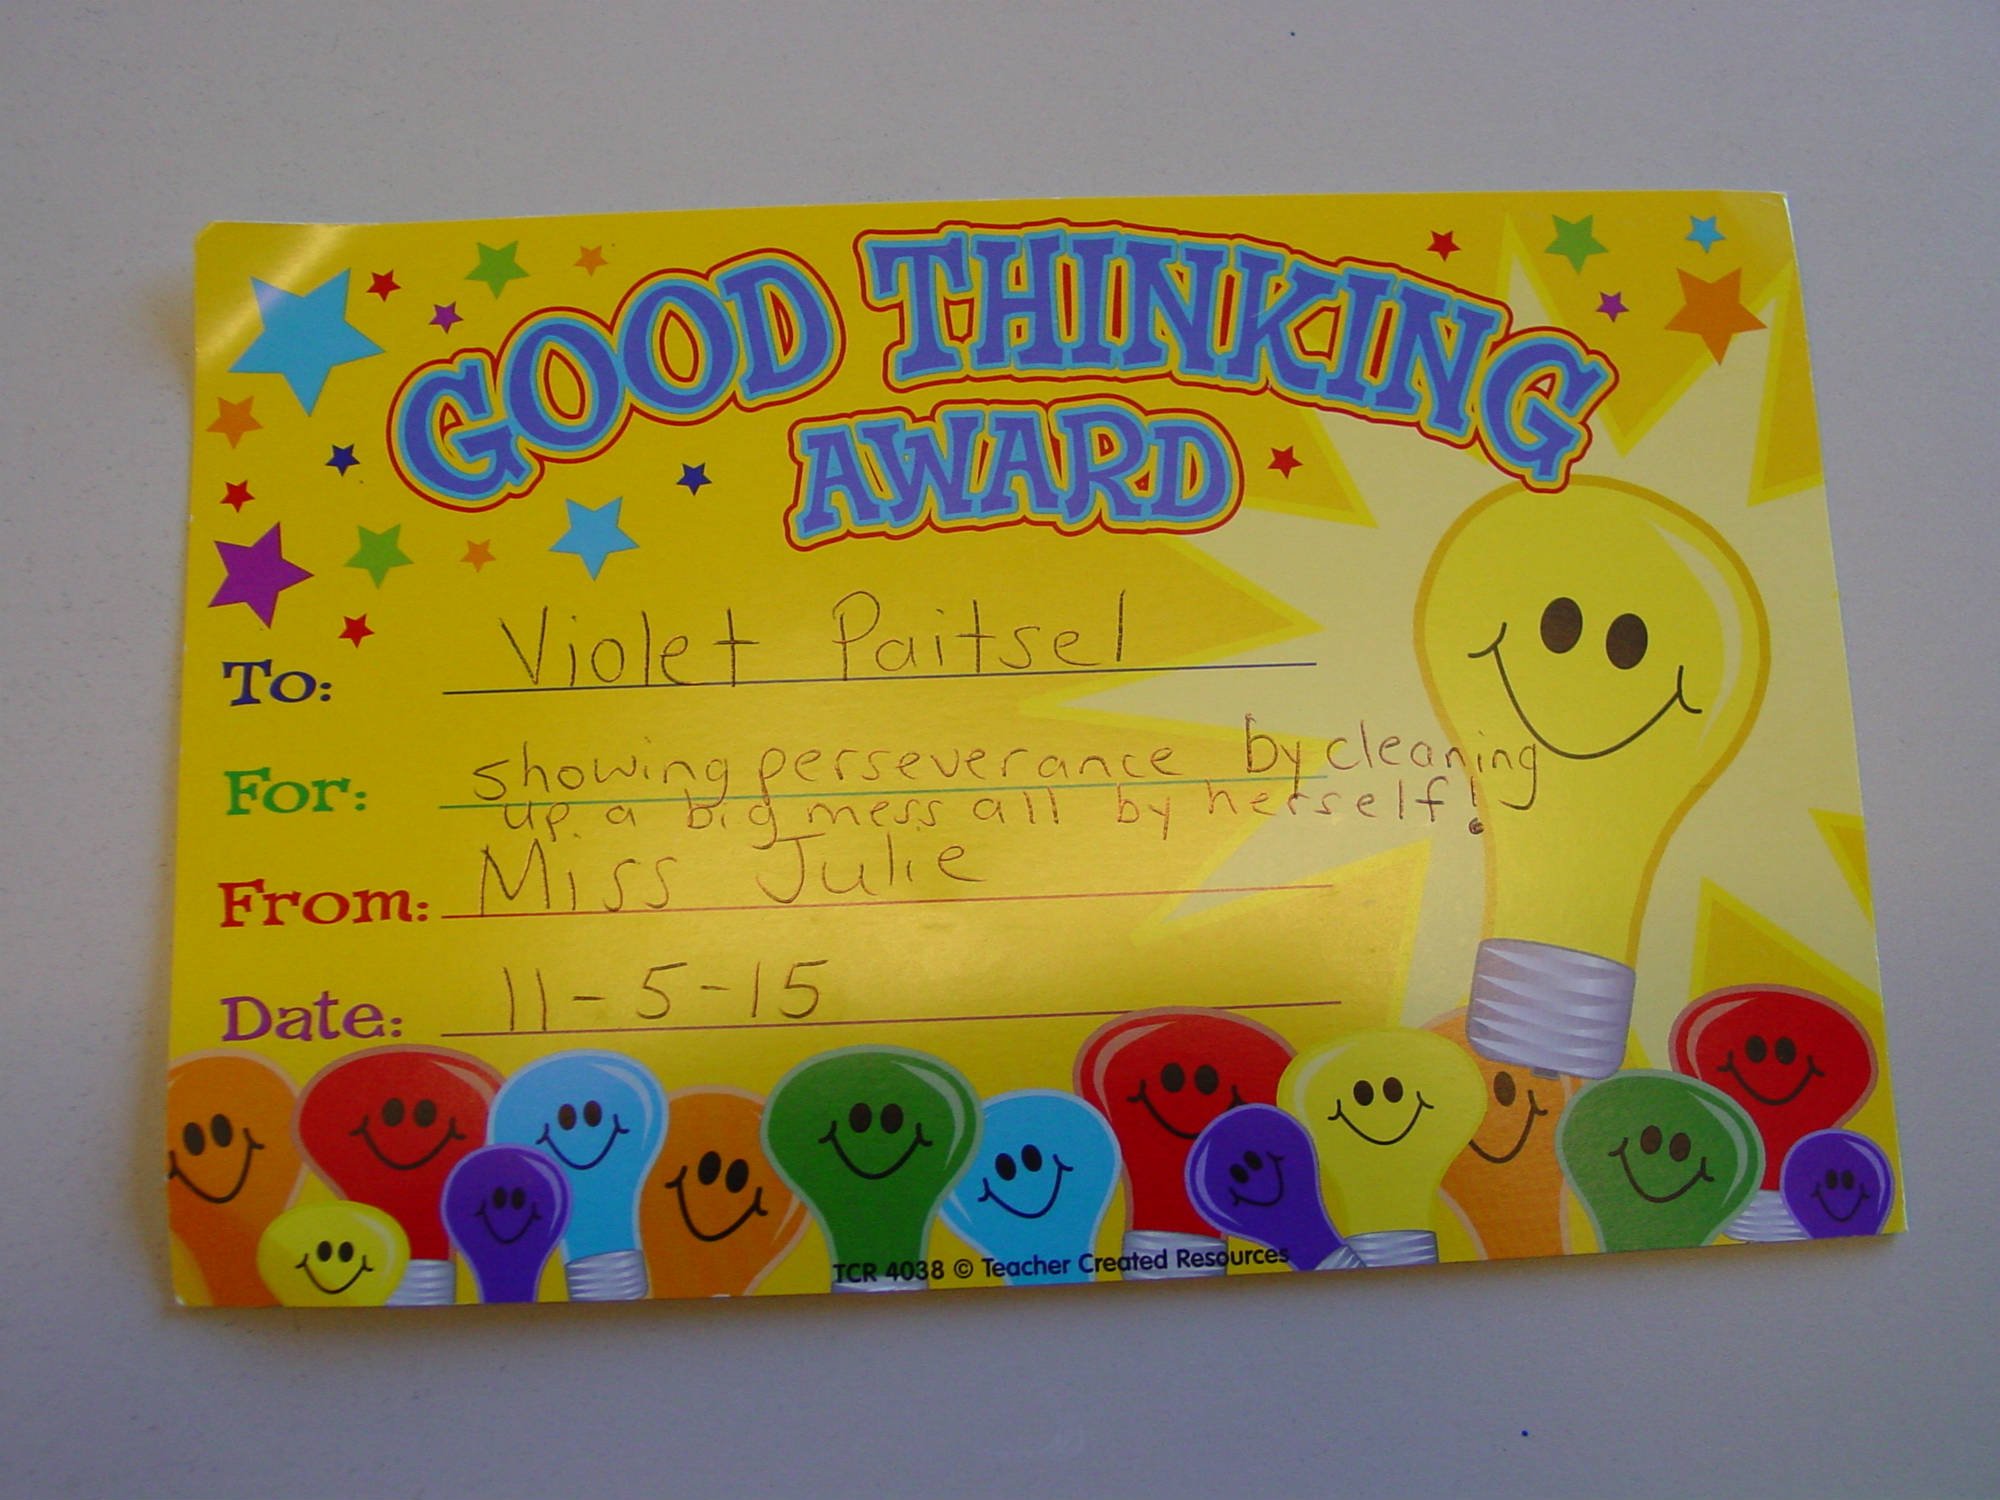 GOOD THINKING
AWARD
To: Violet Paitsel
For: showing perseverance by cleaning
up a big mess all by herself!
From: Miss Julie
Date: 11-5-15
TCR 4038 © Teacher Created Resources